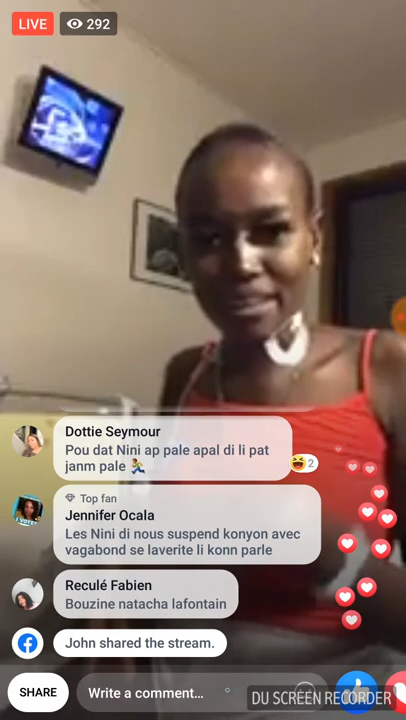 LIVE
292
Dottie Seymour
Pou dat Nini ap pale apal di li pat
janm pale 🏃‍♂️
2
Top fan
Jennifer Ocala
Les Nini di nous suspend konyon avec
vagabond se laverite li konn parle
Reculé Fabien
Bouzine natacha lafontain
John shared the stream.
SHARE
Write a comment...
DU SCREEN RECORDER